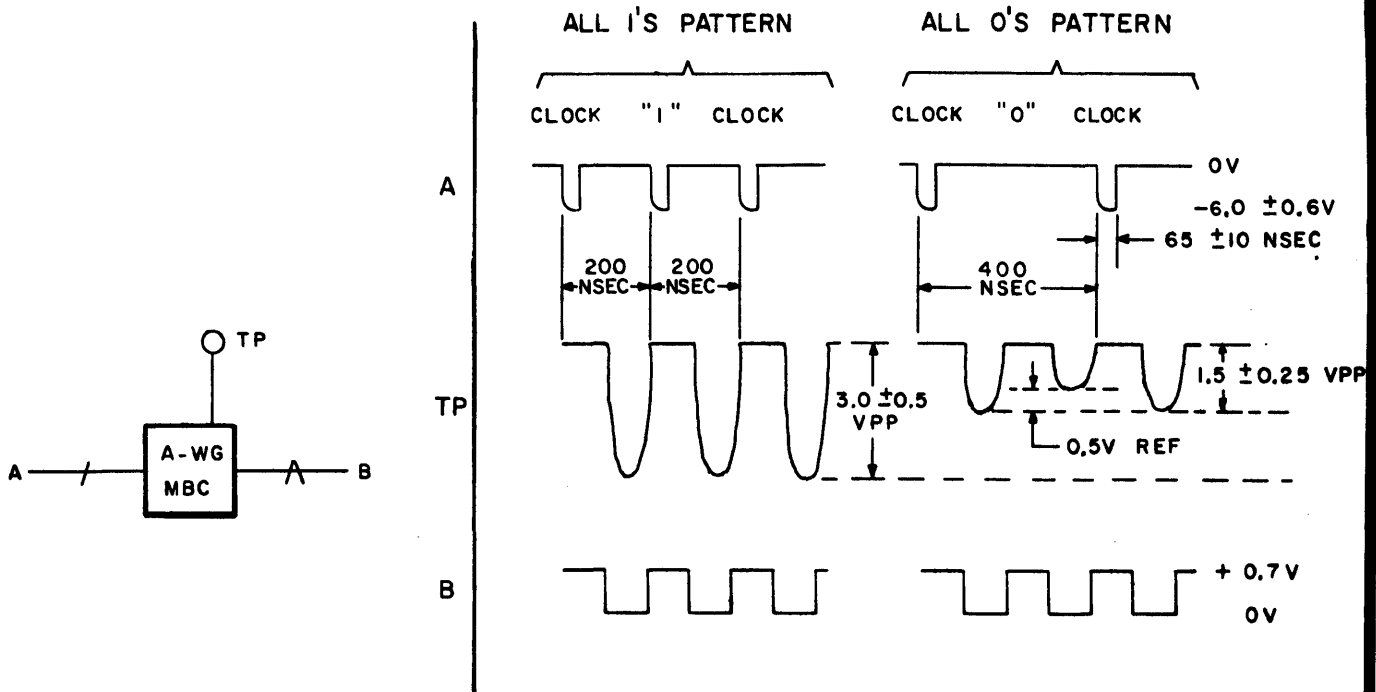 ALL 1'S PATTERN
ALL 0'S PATTERN
CLOCK "1" CLOCK
CLOCK "0" CLOCK
A
0V
-6.0 ±0.6V
65 ±10 NSEC
200 NSEC
200 NSEC
400 NSEC
TP
A-WG
MBC
A
B
TP
3.0 ±0.5
VPP
1.5 ±0.25 VPP
0.5V REF
B
+ 0.7V
0V